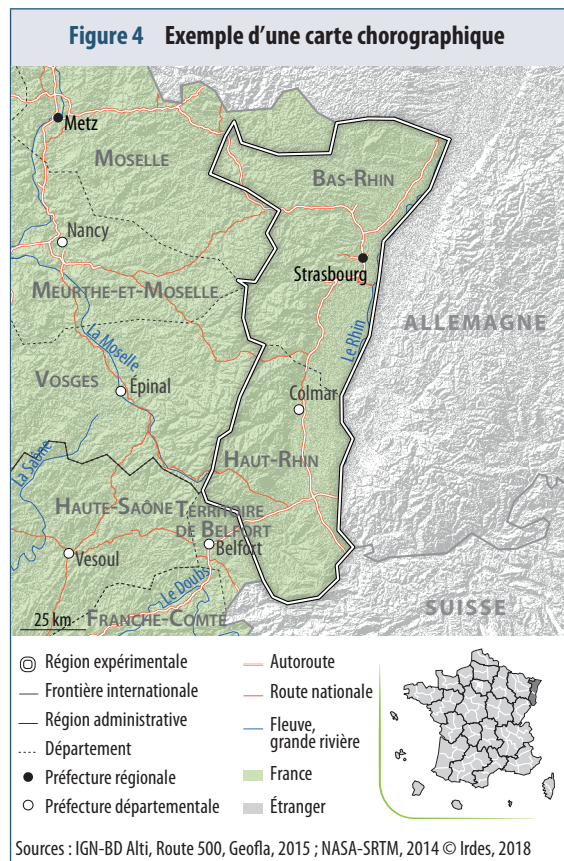 Figure 4 Exemple d’une carte chorographique
Metz
MOSELLE
BAS-RHIN
Nancy
Strasbourg
MEURTHE-ET-MOSELLE
ALLEMAGNE
La Moselle
Le Rhin
VOSGES
Épinal
Colmar
La Saône
HAUT-RHIN
HAUTE-SAÔNE
TERRITOIRE
DE BELFORT
Vesoul
Belfort
Le Doubs
SUISSE
25 km
FRANCHE-COMTÉ
Région expérimentale
Frontière internationale
Région administrative
Département
Préfecture régionale
Préfecture départementale
Autoroute
Route nationale
Fleuve,
grande rivière
France
Étranger
Sources : IGN-BD Alti, Route 500, Geofla, 2015 ; NASA-SRTM, 2014 © Irdes, 2018